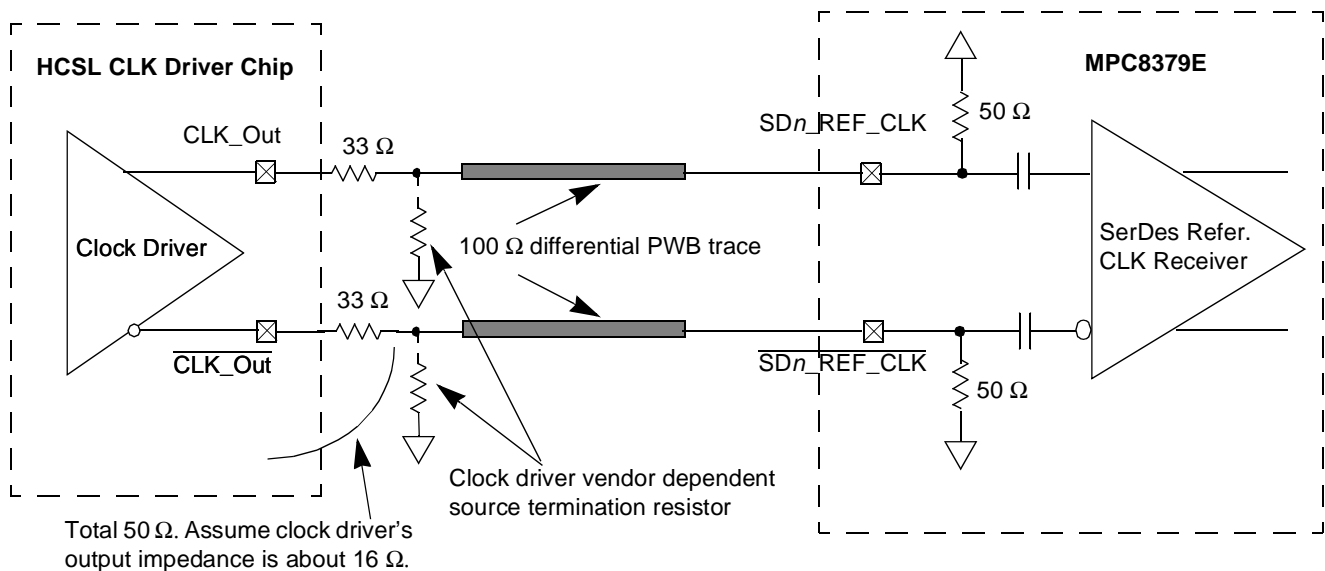 HCSL CLK Driver Chip
MPC8379E
CLK_Out
33 Ω
SDn_REF_CLK
50 Ω
Clock Driver
100 Ω differential PWB trace
SerDes Refer.
CLK Receiver
33 Ω
CLK_Out
SDn_REF_CLK
50 Ω
Clock driver vendor dependent
source termination resistor
Total 50 Ω. Assume clock driver's
output impedance is about 16 Ω.